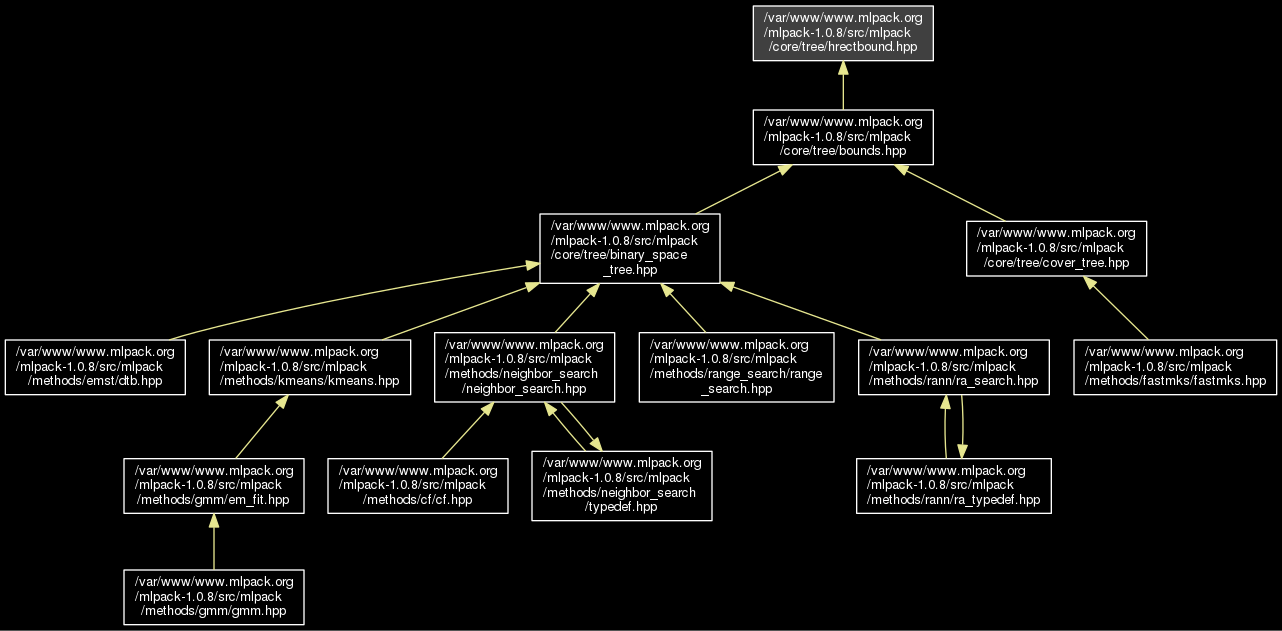 /var/www/www.mlpack.org
/mlpack-1.0.8/src/mlpack
/core/tree/hrectbound.hpp
/var/www/www.mlpack.org
/mlpack-1.0.8/src/mlpack
/core/tree/bounds.hpp
/var/www/www.mlpack.org
/mlpack-1.0.8/src/mlpack
/core/tree/binary_space
_tree.hpp
/var/www/www.mlpack.org
/mlpack-1.0.8/src/mlpack
/core/tree/cover_tree.hpp
/var/www/www.mlpack.org
/mlpack-1.0.8/src/mlpack
/methods/emst/dtb.hpp
/var/www/www.mlpack.org
/mlpack-1.0.8/src/mlpack
/methods/kmeans/kmeans.hpp
/var/www/www.mlpack.org
/mlpack-1.0.8/src/mlpack
/methods/neighbor_search
/neighbor_search.hpp
/var/www/www.mlpack.org
/mlpack-1.0.8/src/mlpack
/methods/range_search/range
_search.hpp
/var/www/www.mlpack.org
/mlpack-1.0.8/src/mlpack
/methods/rann/ra_search.hpp
/var/www/www.mlpack.org
/mlpack-1.0.8/src/mlpack
/methods/fastmks/fastmks.hpp
/var/www/www.mlpack.org
/mlpack-1.0.8/src/mlpack
/methods/gmm/em_fit.hpp
/var/www/www.mlpack.org
/mlpack-1.0.8/src/mlpack
/methods/cf/cf.hpp
/var/www/www.mlpack.org
/mlpack-1.0.8/src/mlpack
/methods/neighbor_search
/typedef.hpp
/var/www/www.mlpack.org
/mlpack-1.0.8/src/mlpack
/methods/rann/ra_typedef.hpp
/var/www/www.mlpack.org
/mlpack-1.0.8/src/mlpack
/methods/gmm/gmm.hpp